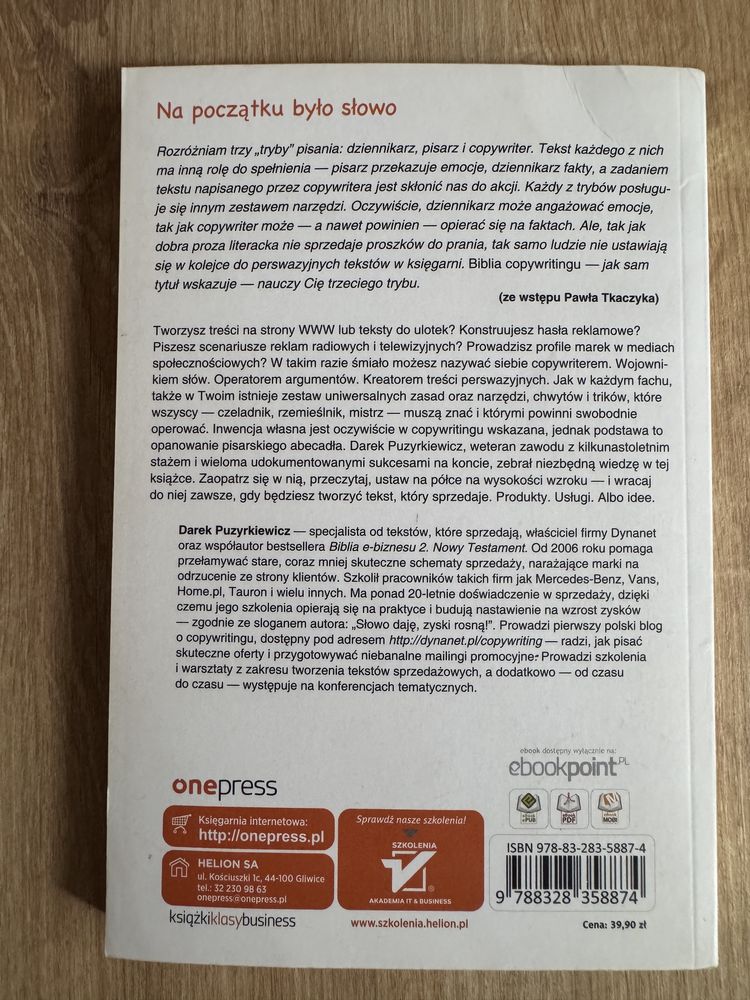 Na początku było słowo
Rozróżniam trzy „tryby” pisania: dziennikarz, pisarz i copywriter. Tekst każdego z nich
ma inną rolę do spełnienia — pisarz przekazuje emocje, dziennikarz fakty, a zadaniem
tekstu napisanego przez copywritera jest skłonić nas do akcji. Każdy z trybów posługu-
je się innym zestawem narzędzi. Oczywiście, dziennikarz może angażować emocje,
tak jak copywriter może — a nawet powinien — opierać się na faktach. Ale, tak jak
dobra proza literacka nie sprzedaje proszków do prania, tak samo ludzie nie ustawiają
się w kolejce do perswazyjnych tekstów w księgarni. Biblia copywritingu — jak sam
tytuł wskazuje — nauczy Cię trzeciego trybu.
(ze wstępu Pawła Tkaczyka)
Tworzysz treści na strony WWW lub teksty do ulotek? Konstruujesz hasła reklamowe?
Piszesz scenariusze reklam radiowych i telewizyjnych? Prowadzisz profile marek w mediach
społecznościowych? W takim razie śmiało możesz nazywać siebie copywriterem. Wojowni-
kiem słów. Operatorem argumentów. Kreatorem treści perswazyjnych. Jak w każdym fachu,
także w Twoim istnieje zestaw uniwersalnych zasad oraz narzędzi, chwytów i trików, które
wszyscy — czeladnik, rzemieślnik, mistrz — muszą znać i którymi powinni swobodnie
operować. Inwencja własna jest oczywiście w copywritingu wskazana, jednak podstawa to
opanowanie pisarskiego abecadła. Darek Puzyrkiewicz, weteran zawodu z kilkunastoletnim
stażem i wieloma udokumentowanymi sukcesami na koncie, zebrał niezbędną wiedzę w tej
książce. Zaopatrz się w nią, przeczytaj, ustaw na półce na wysokości wzroku — i wracaj
do niej zawsze, gdy będziesz tworzyć tekst, który sprzedaje. Produkty. Usługi. Albo idee.
Darek Puzyrkiewicz — specjalista od tekstów, które sprzedają, właściciel firmy Dynanet
oraz współautor bestsellera Biblia e-biznesu 2. Nowy Testament. Od 2006 roku pomaga
przełamywać stare, coraz mniej skuteczne schematy sprzedaży, narażające marki na
odrzucenie ze strony klientów. Szkolił pracowników takich firm jak Mercedes-Benz, Vans,
Home.pl, Tauron i wielu innych. Ma ponad 20-letnie doświadczenie w sprzedaży, dzięki
czemu jego szkolenia opierają się na praktyce i budują nastawienie na wzrost zysków
— zgodnie ze sloganem autora: „Słowo daję, zyski rosną!”. Prowadzi pierwszy polski blog
o copywritingu, dostępny pod adresem http://dynanet.pl/copywriting — radzi, jak pisać
skuteczne oferty i przygotowywać niebanalne mailingi promocyjne. Prowadzi szkolenia
i warsztaty z zakresu tworzenia tekstów sprzedażowych, a dodatkowo — od czasu
do czasu — występuje na konferencjach tematycznych.
onepress
Księgarnia internetowa:
http://onepress.pl
HELION SA
ul. Kościuszki 1c, 44-100 Gliwice
tel.: 32 230 98 63
onepress@onepress.pl
książkiklasybusiness
Sprawdź nasze szkolenia!
SZKOLENIA
®
AKADEMIA IT & BUSINESS
www.szkolenia.helion.pl
ebook dostępny wyłącznie na:
ebookpoint.PL
ebook ePUB
ebook PDF
ebook MOBI
ISBN 978-83-283-5887-4
9 788328 358874
Cena: 39,90 zł